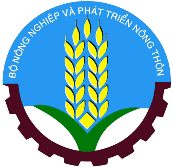 BỘ NÔNG NGHIỆP VÀ PHÁT TRIỂN NÔNG THÔN